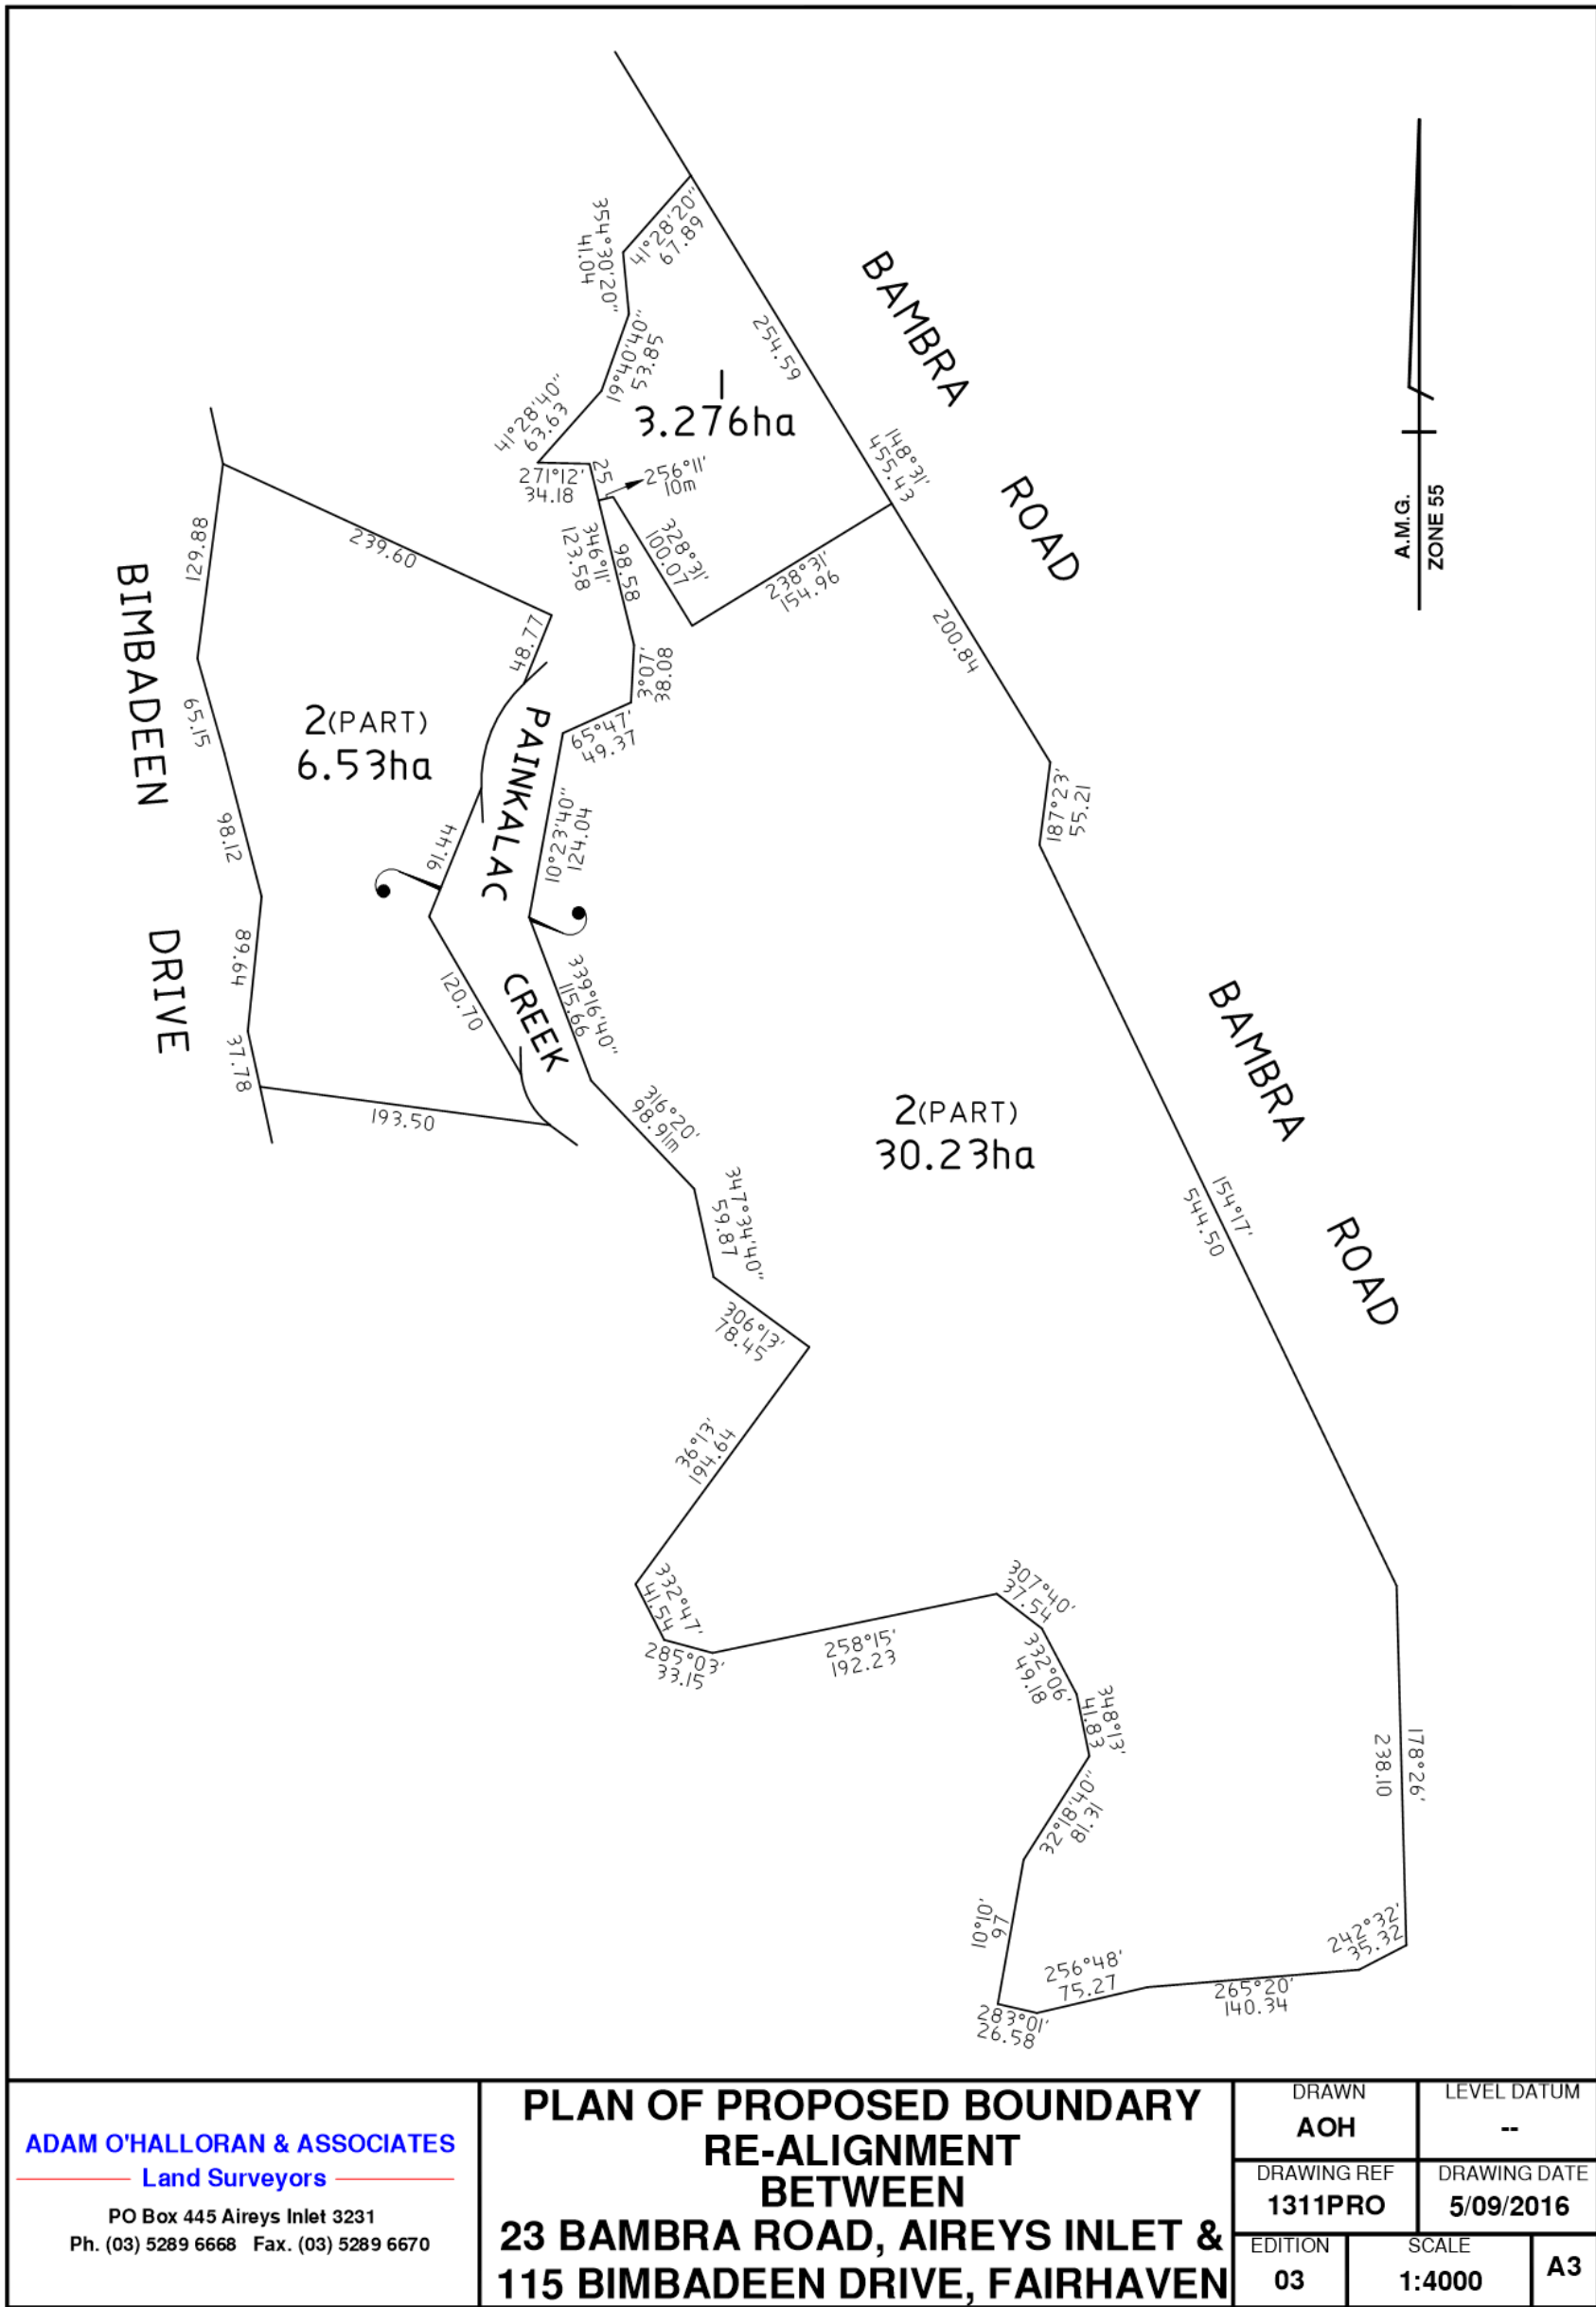 354°30'20"
41.04
41°28'20"
67.89
BAMBRA
ROAD
254.59
19°40'40"
53.85
41°28'40"
63.63
1
3.276ha
148°31'
455.43
271°12'
34.18
25
256°11'
10m
346°11'
123.58
98.58
328°31'
100.07
238°31'
154.96
A.M.G.
ZONE 55
129.88
239.60
BIMBADEEN
DRIVE
48.77
3°07'
38.08
200.84
65.15
2(PART)
6.53ha
PAINKALAC
CREEK
65°47'
49.37
187°23'
55.21
98.12
91.44
10°23'40"
124.04
89.64
120.70
339°16'40"
115.66
37.78
193.50
316°20'
98.91m
2(PART)
30.23ha
BAMBRA
ROAD
154°17'
544.50
347°34'40"
59.87
306°13'
78.45
36°13'
194.64
332°47'
41.54
285°03'
33.15
258°15'
192.23
307°40'
37.54
332°06'
49.18
348°13'
41.83
32°18'40"
81.31
178°26'
238.10
10°10'
97
256°48'
75.27
283°01'
26.58
265°20'
140.34
242°32'
35.32
ADAM O'HALLORAN & ASSOCIATES
Land Surveyors
PO Box 445 Aireys Inlet 3231
Ph. (03) 5289 6668 Fax. (03) 5289 6670
PLAN OF PROPOSED BOUNDARY
RE-ALIGNMENT
BETWEEN
23 BAMBRA ROAD, AIREYS INLET &
115 BIMBADEEN DRIVE, FAIRHAVEN
DRAWN
AOH
LEVEL DATUM
--
DRAWING REF
1311PRO
DRAWING DATE
5/09/2016
EDITION
03
SCALE
1:4000
A3